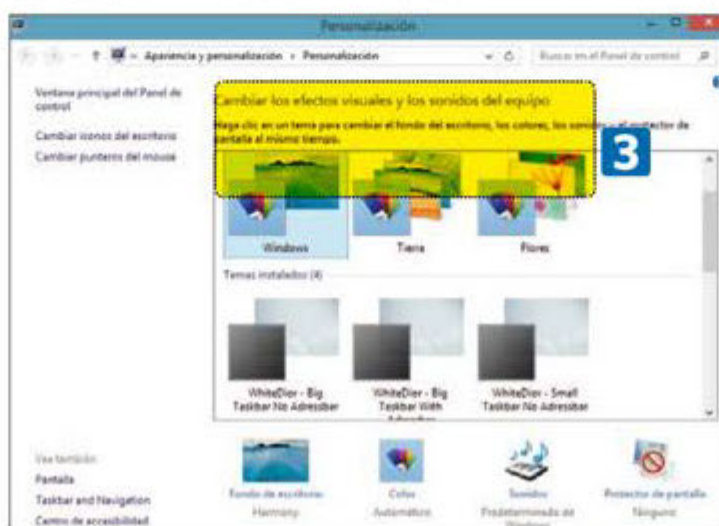 Personalización
Apariencia y personalización
Personalización
Buscar en el Panel de control
Ventana principal del Panel de
control
Cambiar iconos del escritorio
Cambiar punteros del mouse
Cambiar los efectos visuales y los sonidos del equipo
Haga clic en un tema para cambiar el fondo del escritorio, los colores, los sonidos el protector de
pantalla al mismo tiempo.
3
Windows
Tierra
Flores
Temas instalados (4)
WhiteDior - Big
Taskbar No Adressbar
WhiteDior - Big
Taskbar With
WhiteDior - Small
Taskbar No Adressbar
Vea también
Pantalla
Taskbar and Navigation
Centro de accesibilidad
Fondo de escritorio
Harmony
Color
Automático
Sonidos
Predeterminado de
Windows
Protector de pantalla
Ninguno